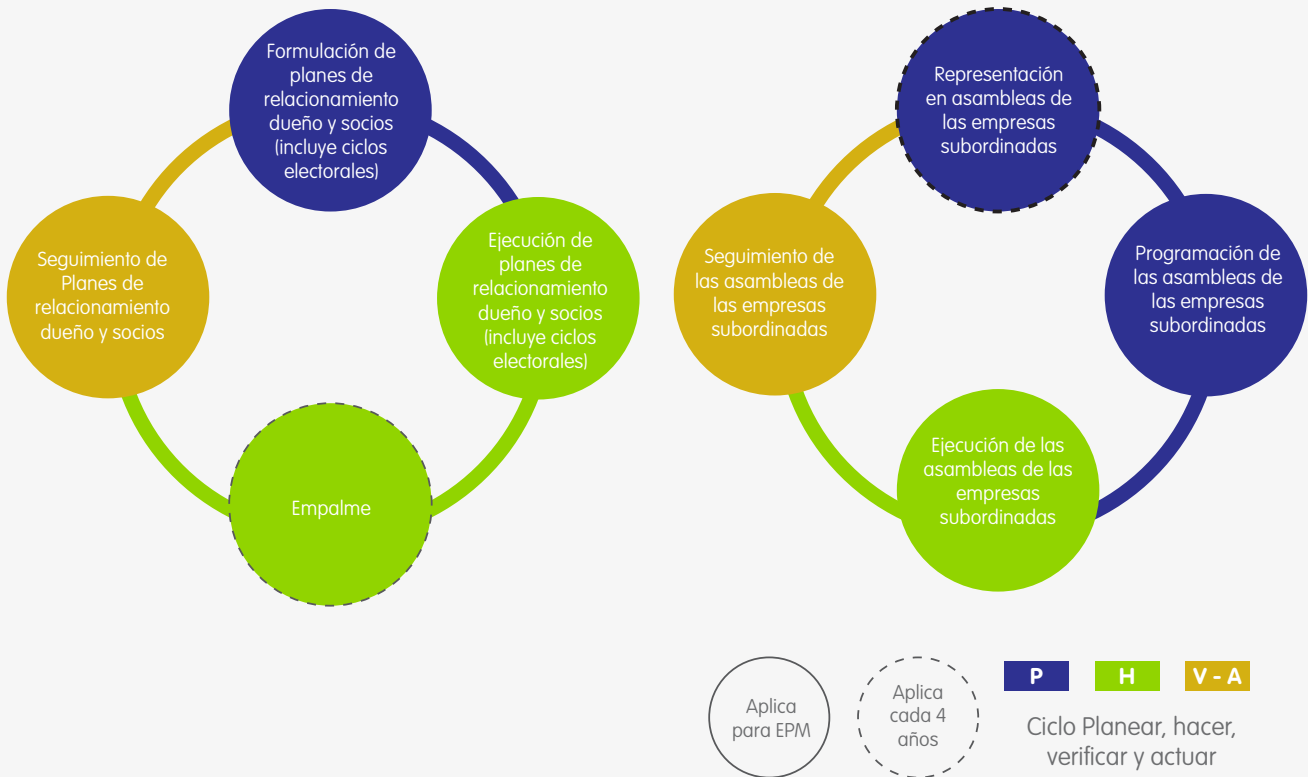 Formulación de
planes de
relacionamiento
dueño y socios
(incluye ciclos
electorales)
Ejecución de
planes de
relacionamiento
dueño y socios
(incluye ciclos
electorales)
Empalme
Seguimiento de
Planes de
relacionamiento
dueño y socios
Representación
en asambleas de
las empresas
subordinadas
Programación de
las asambleas de
las empresas
subordinadas
Ejecución de las
asambleas de las
empresas
subordinadas
Seguimiento de
las asambleas de
las empresas
subordinadas
Aplica
para EPM
Aplica
cada 4
años
P
H
V - A
Ciclo Planear, hacer,
verificar y actuar